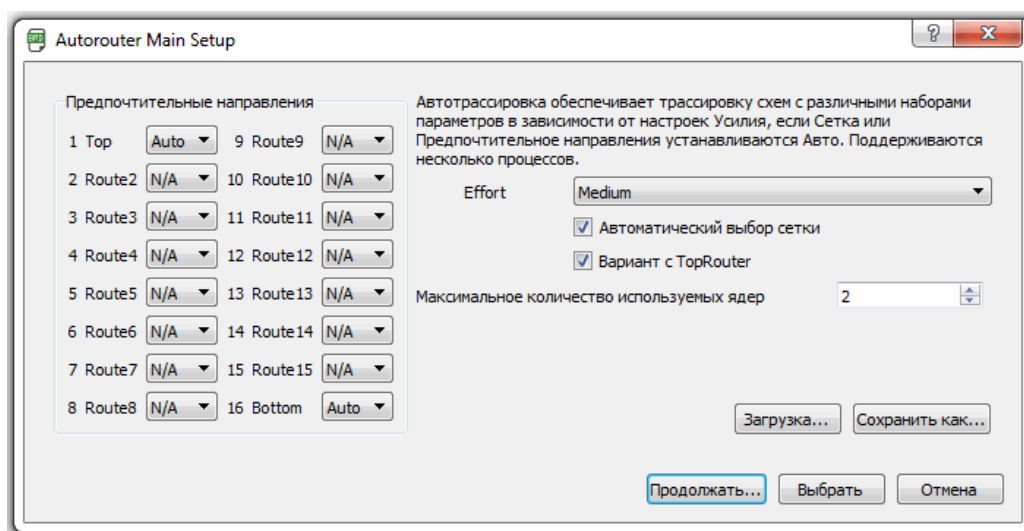 Autorouter Main Setup
Предпочтительные направления
1 Top Auto 9 Route9 N/A
2 Route2 N/A 10 Route10 N/A
3 Route3 N/A 11 Route11 N/A
4 Route4 N/A 12 Route12 N/A
5 Route5 N/A 13 Route13 N/A
6 Route6 N/A 14 Route14 N/A
7 Route7 N/A 15 Route15 N/A
8 Route8 N/A 16 Bottom Auto
Автотрассировка обеспечивает трассировку схем с различными наборами
параметров в зависимости от настроек Усилия, если Сетка или
Предпочтительное направления устанавливаются Авто. Поддерживаются
несколько процессов.
Effort Medium
Автоматический выбор сетки
Вариант с TopRouter
Максимальное количество используемых ядер 2
Загрузка... Сохранить как...
Продолжать... Выбрать Отмена